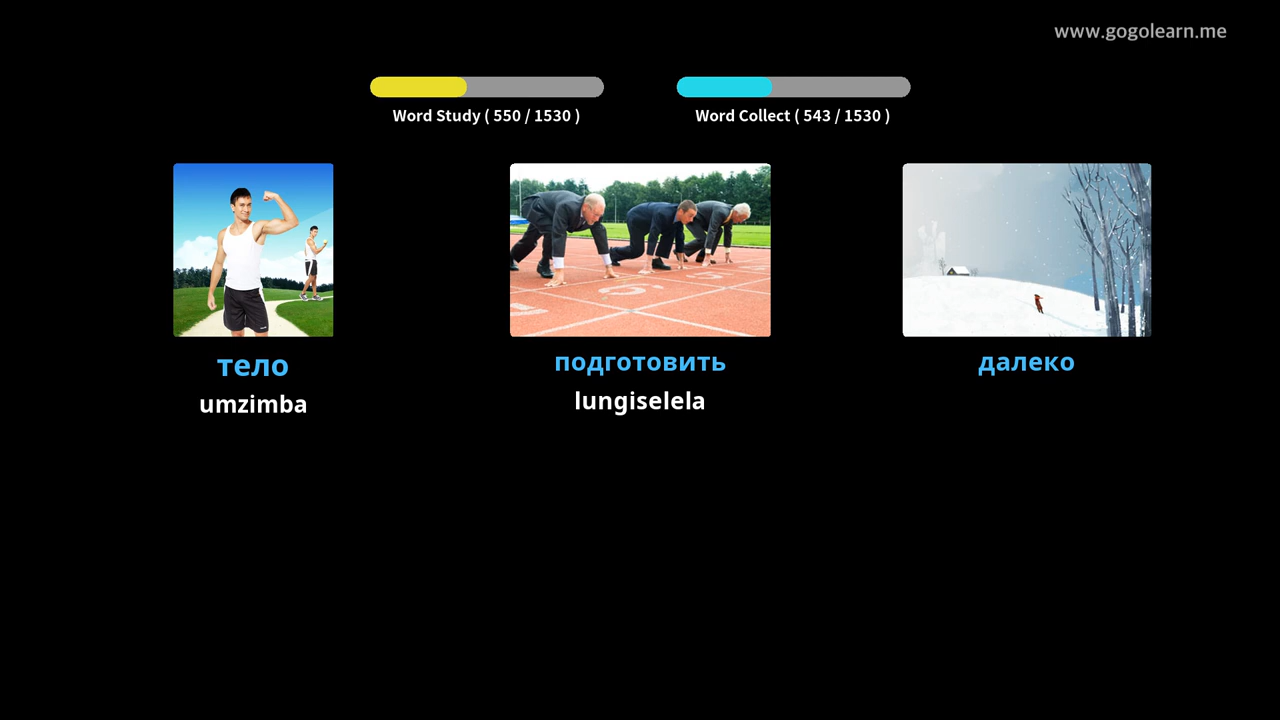 www.gogolearn.me
Word Study ( 550 / 1530 )
Word Collect ( 543 / 1530 )
тело
umzimba
подготовить
lungiselela
далеко